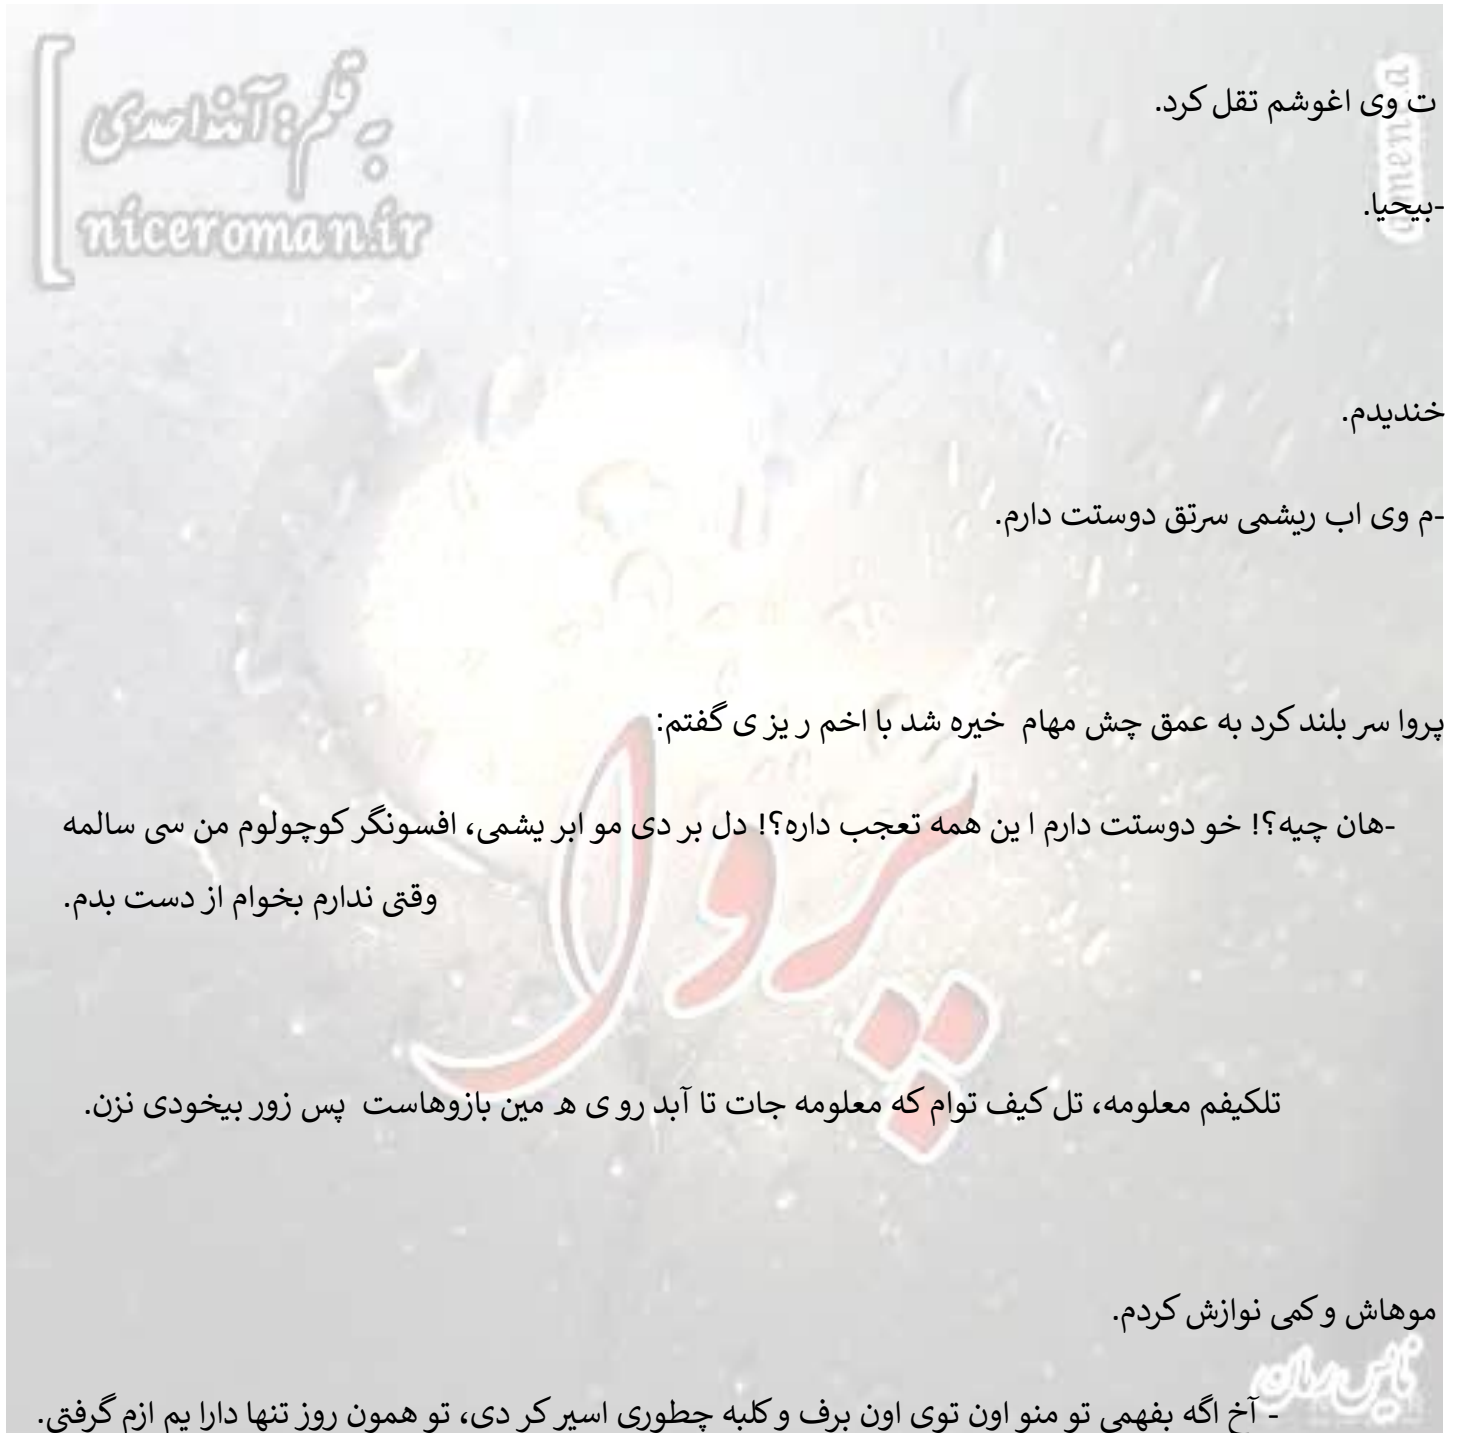 به قلم: آمنه احمدی
niceroman.ir
ت وی اغوشم تقل کرد.
-بیحیا.
خندیدم.
-م وی اب ریشمی سرتق دوستت دارم.
پروا سر بلند کرد به عمق چش مهام خیره شد با اخم ر یز ی گفتم:
-هان چیه؟! خو دوستت دارم ا ین همه تعجب داره؟! دل بر دی مو ابر یشمی، افسونگر کوچولوم من سی سالمه
وقتی ندارم بخوام از دست بدم.
پروا
تلکیفم معلومه، تل کیف توام که معلومه جات تا آبد رو ی ه مین بازوهاست پس زور بیخودی نزن.
موهاش و کمی نوازش کردم.
- آخ اگه بفهمی تو منو اون توی اون برف و کلبه چطوری اسیر کر دی، تو همون روز تنها دارا یم ازم گرفتی.
نایس رمان